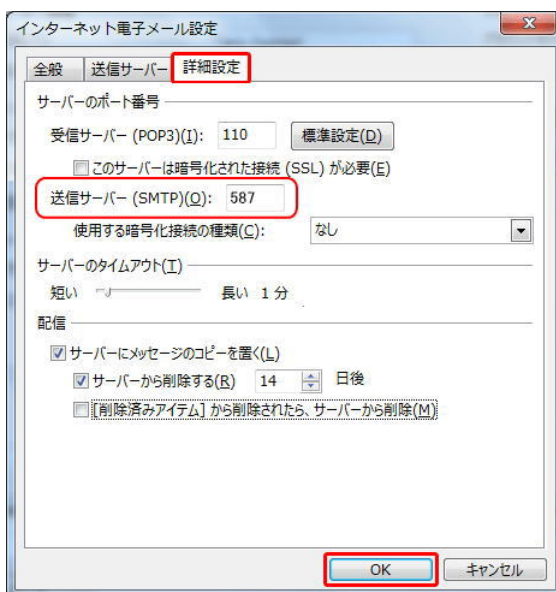 インターネット電子メール設定
全般 送信サーバー 詳細設定
サーバーのポート番号
受信サーバー (POP3)(I): 110 標準設定(D)
このサーバーは暗号化された接続 (SSL) が必要(E)
送信サーバー (SMTP)(O): 587
使用する暗号化接続の種類(C): なし
サーバーのタイムアウト(T)
短い 長い 1 分
配信
サーバーにメッセージのコピーを置く(L)
サーバーから削除する(R) 14 日後
[削除済みアイテム] から削除されたら、サーバーから削除(M)
OK キャンセル